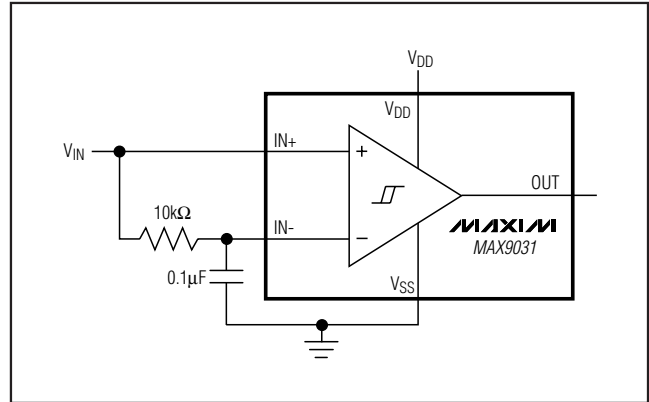 VDD
VDD
VIN
IN+
+
OUT
10kΩ
MAXIM
MAX9031
IN-
−
0.1µF
VSS